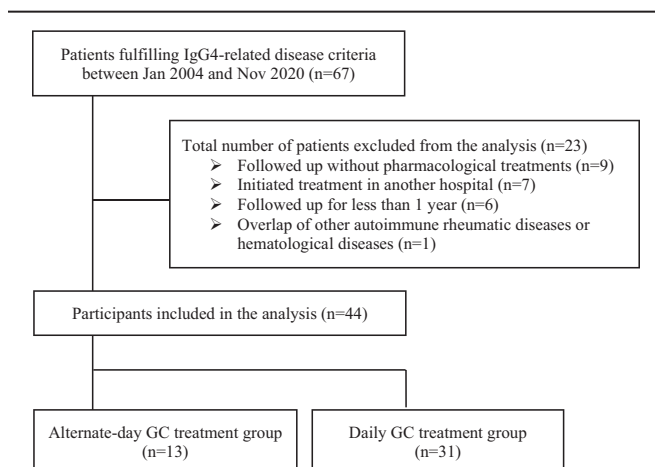 Patients fulfilling IgG4-related disease criteria
between Jan 2004 and Nov 2020 (n=67)
Total number of patients excluded from the analysis (n=23)
➢ Followed up without pharmacological treatments (n=9)
➢ Initiated treatment in another hospital (n=7)
➢ Followed up for less than 1 year (n=6)
➢ Overlap of other autoimmune rheumatic diseases or
hematological diseases (n=1)
Participants included in the analysis (n=44)
Alternate-day GC treatment group
(n=13)
Daily GC treatment group
(n=31)